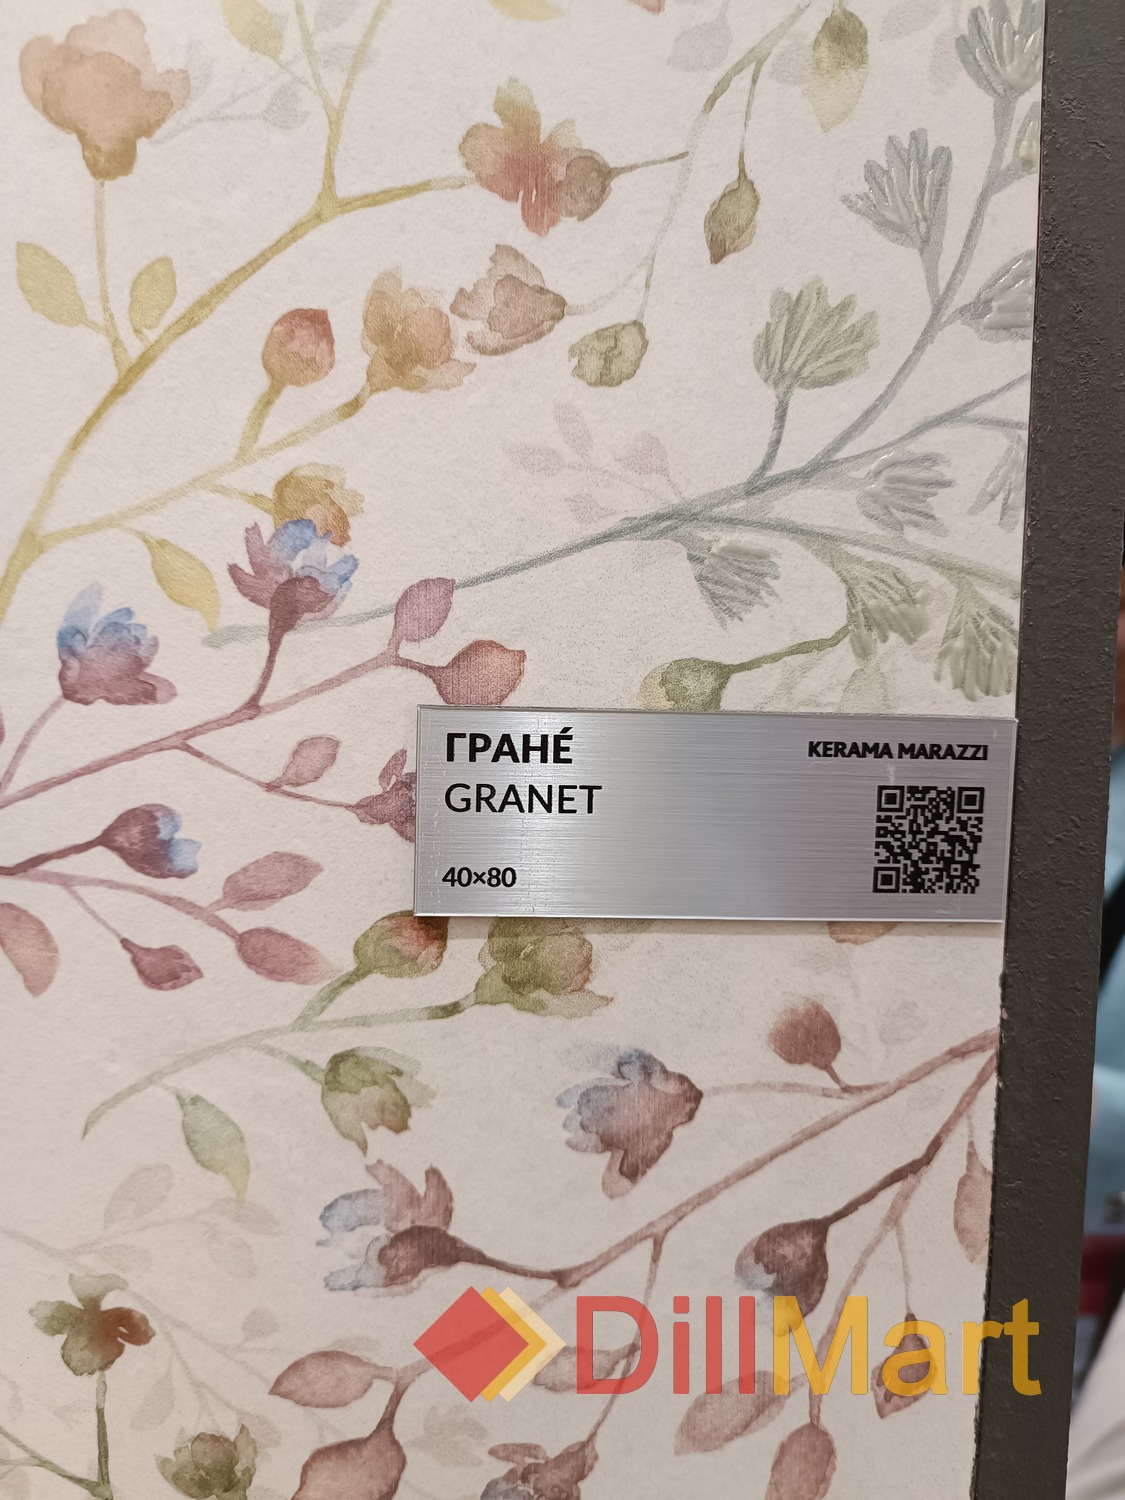 ГРАНÉ
KERAMA MARAZZI
GRANET
40×80
DillMart